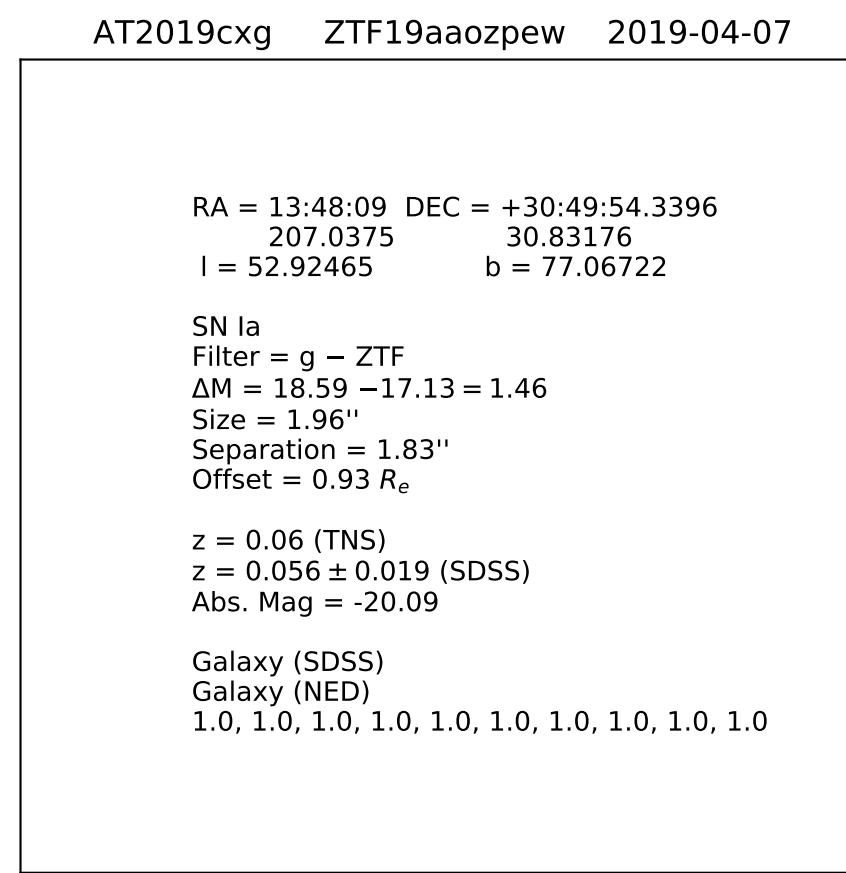 AT2019cxg ZTF19aaozpew 2019-04-07
RA = 13:48:09 DEC = +30:49:54.3396
207.0375 30.83176
l = 52.92465 b = 77.06722
SN Ia
Filter = g − ZTF
ΔM = 18.59 −17.13 = 1.46
Size = 1.96''
Separation = 1.83''
Offset = 0.93 Re
z = 0.06 (TNS)
z = 0.056 ± 0.019 (SDSS)
Abs. Mag = -20.09
Galaxy (SDSS)
Galaxy (NED)
1.0, 1.0, 1.0, 1.0, 1.0, 1.0, 1.0, 1.0, 1.0, 1.0